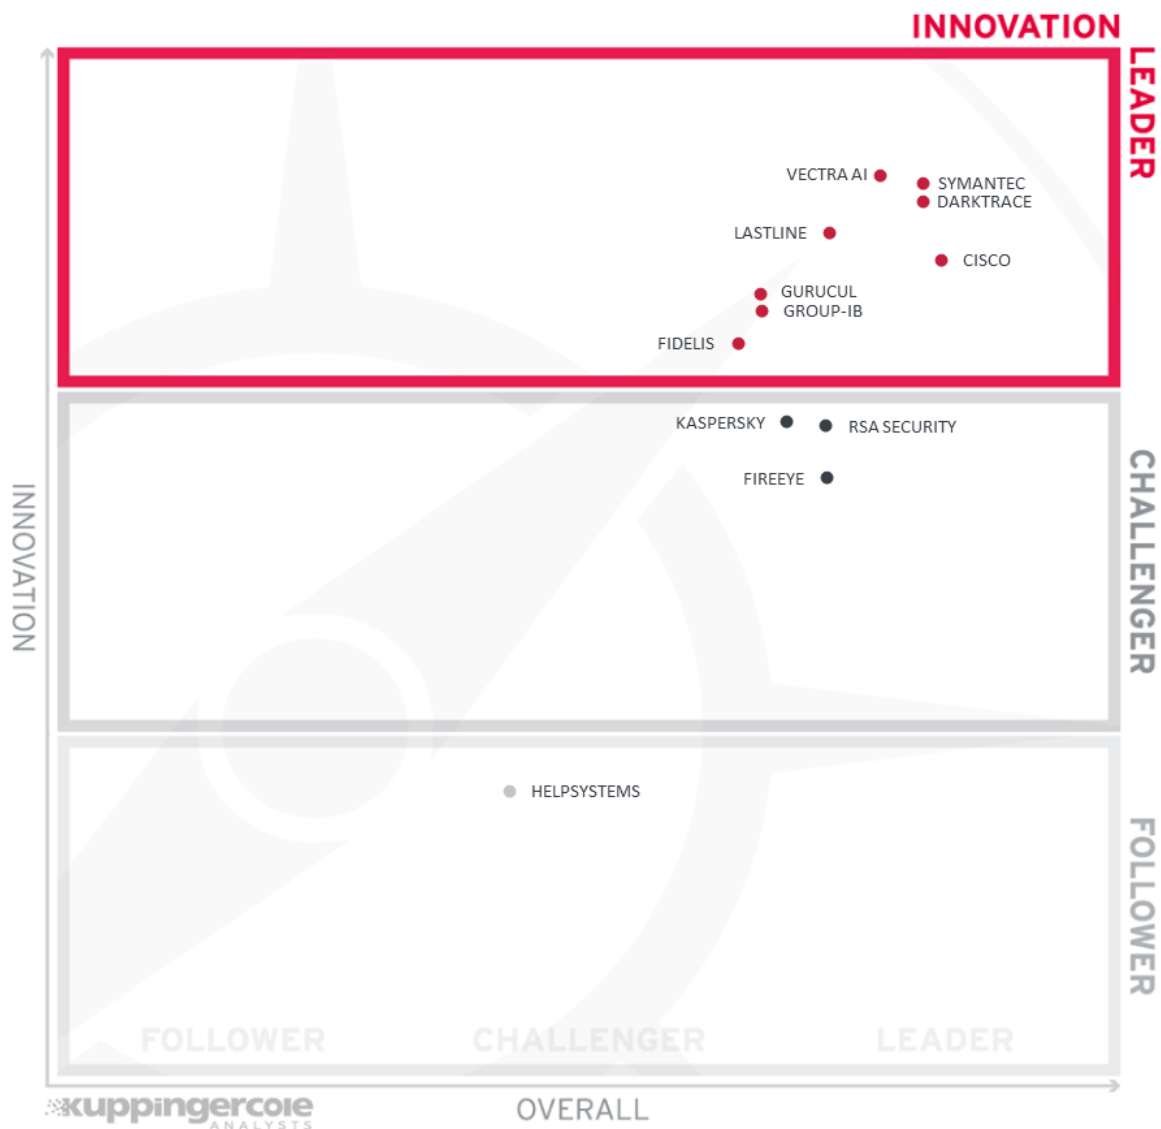 INNOVATION
LEADER
VECTRA AI
SYMANTEC
DARKTRACE
LASTLINE
CISCO
GURUCUL
GROUP-IB
FIDELIS
KASPERSKY
RSA SECURITY
FIREEYE
CHALLENGER
INNOVATION
HELPSYSTEMS
FOLLOWER
FOLLOWER CHALLENGER LEADER
kuppingercole
ANALYSTS
OVERALL